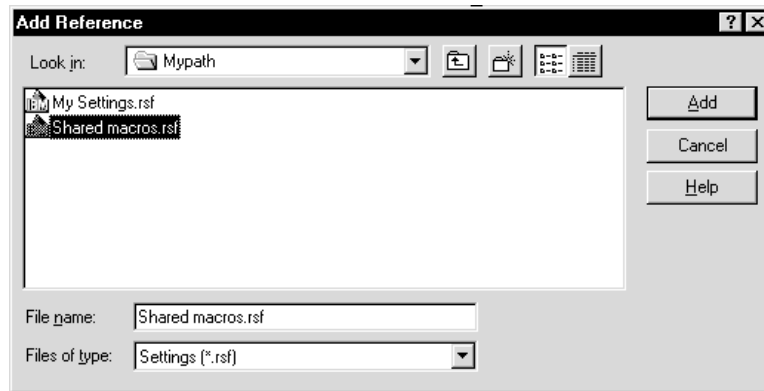 Add Reference
Look in: Mypath
My Settings.rsf
Shared macros.rsf
Add
Cancel
Help
File name: Shared macros.rsf
Files of type: Settings (*.rsf)